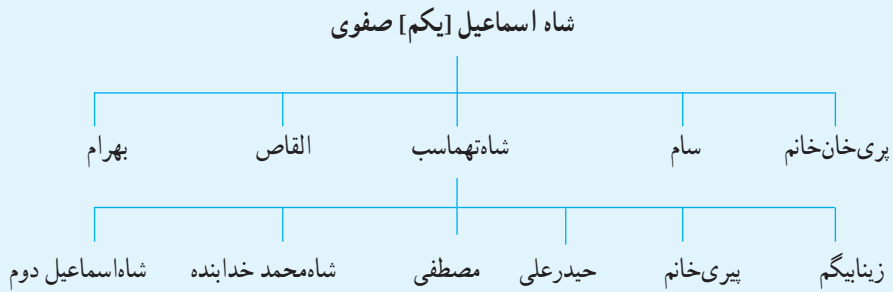 شاه اسماعیل [یکم] صفوی
پری‌خان‌خانم سام شاه‌تهماسب القاص بهرام
زینابیگم پیری‌خانم حیدرعلی مصطفی شاه‌محمد خدابنده شاه‌اسماعیل دوم